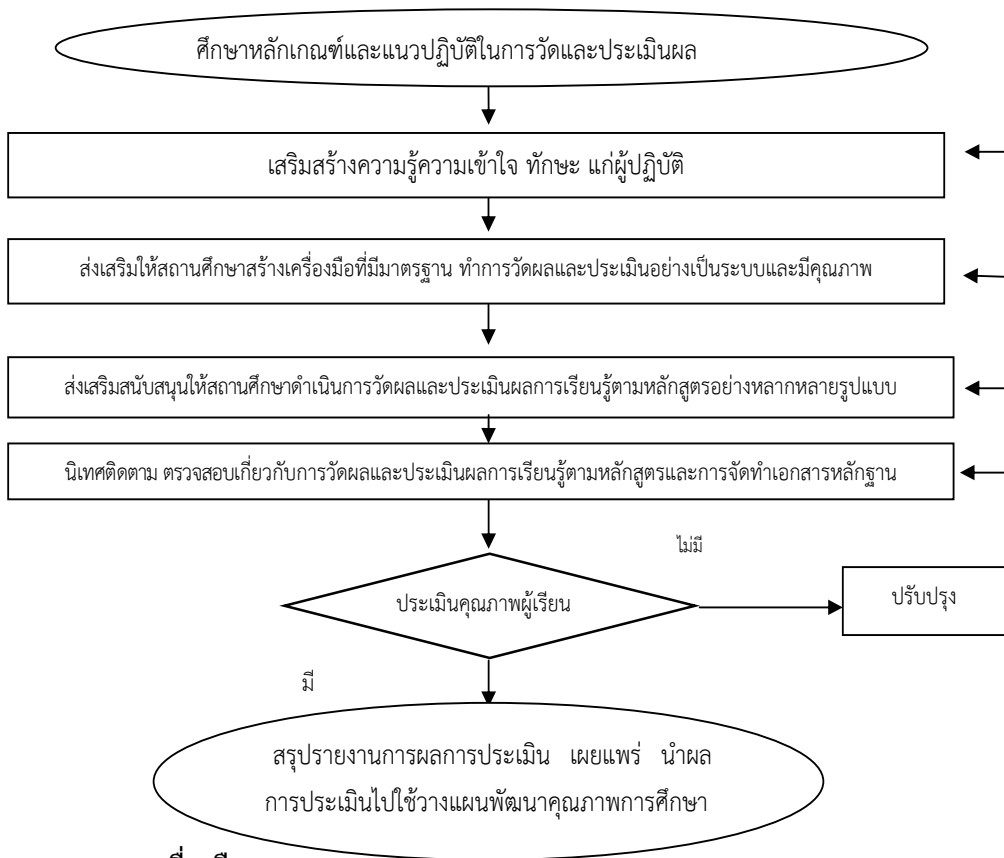 ศึกษาหลักเกณฑ์และแนวปฏิบัติในการวัดและประเมินผล
เสริมสร้างความรู้ความเข้าใจ ทักษะ แก่ผู้ปฏิบัติ
ส่งเสริมให้สถานศึกษาสร้างเครื่องมือที่มีมาตรฐาน ทำการวัดผลและประเมินอย่างเป็นระบบและมีคุณภาพ
ส่งเสริมสนับสนุนให้สถานศึกษาดำเนินการวัดผลและประเมินผลการเรียนรู้ตามหลักสูตรอย่างหลากหลายรูปแบบ
นิเทศติดตาม ตรวจสอบเกี่ยวกับการวัดผลและประเมินผลการเรียนรู้ตามหลักสูตรและการจัดทำเอกสารหลักฐาน
ไม่มี
ประเมินคุณภาพผู้เรียน
ปรับปรุง
มี
สรุปรายงานการผลการประเมิน เผยแพร่ นำผล
การประเมินไปใช้วางแผนพัฒนาคุณภาพการศึกษา